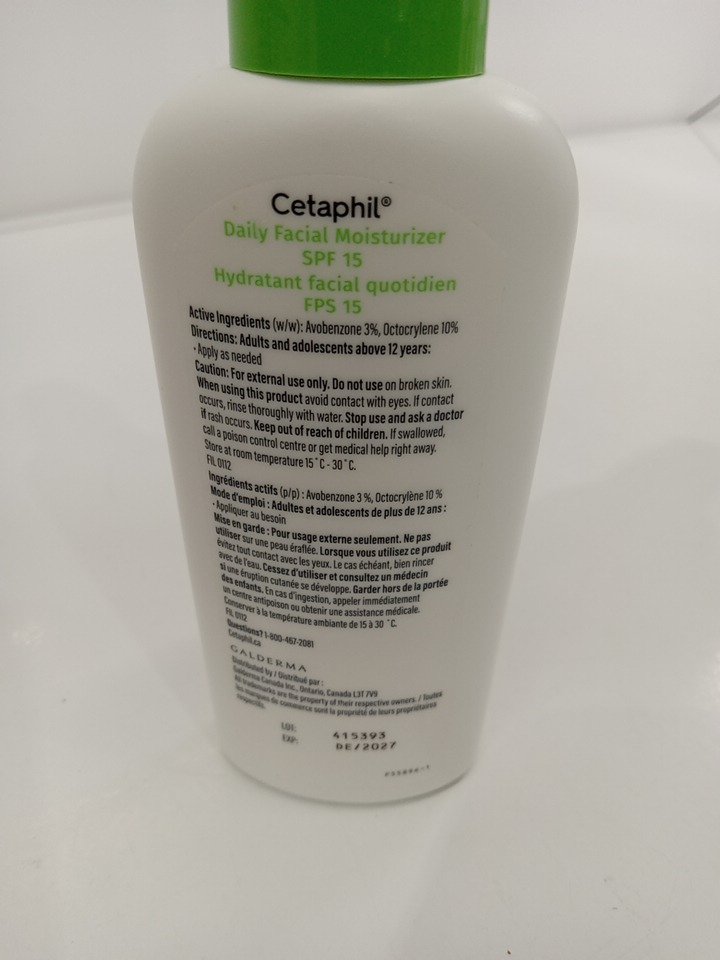 Cetaphil®
Daily Facial Moisturizer
SPF 15
Hydratant facial quotidien
FPS 15
Active Ingredients (w/w): Avobenzone 3%, Octocrylene 10%
Directions: Adults and adolescents above 12 years:
• Apply as needed
Caution: For external use only. Do not use on broken skin.
When using this product avoid contact with eyes. If contact
occurs, rinse thoroughly with water. Stop use and ask a doctor
if rash occurs. Keep out of reach of children. If swallowed,
call a poison control centre or get medical help right away.
Store at room temperature 15˚C - 30˚C.
FIL 0112
Ingrédients actifs (p/p) : Avobenzone 3 %, Octocrylène 10 %
Mode d'emploi : Adultes et adolescents de plus de 12 ans :
• Appliquer au besoin
Mise en garde : Pour usage externe seulement. Ne pas
utiliser sur une peau éraflée. Lorsque vous utilisez ce produit
évitez tout contact avec les yeux. Le cas échéant, bien rincer
avec de l'eau. Cessez d'utiliser et consultez un médecin
si une éruption cutanée se développe. Garder hors de la portée
des enfants. En cas d'ingestion, appeler immédiatement
un centre antipoison ou obtenir une assistance médicale.
Conserver à la température ambiante de 15 à 30 ˚C.
FIL 0112
Questions? 1-800-467-2081
Cetaphil.ca
GALDERMA
Distributed by / Distribué par :
Galderma Canada Inc., Ontario, Canada L3T 7V9
All trademarks are the property of their respective owners. / Toutes
les marques de commerce sont la propriété de leurs propriétaires
respectifs.
LOT: 415393
EXP: DE/2027